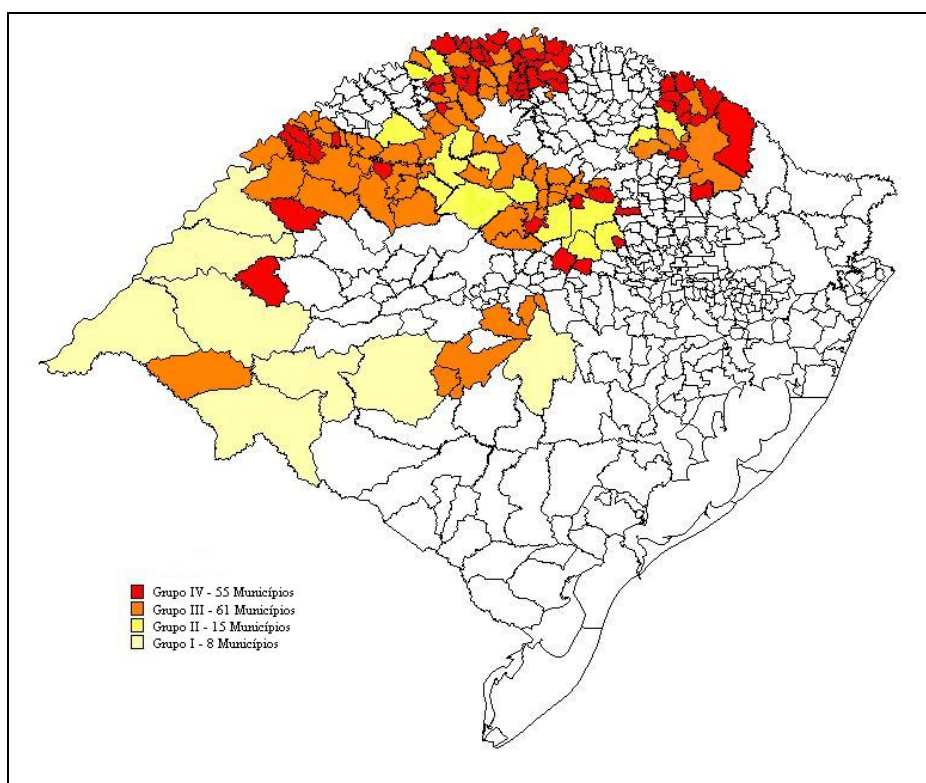 Grupo IV - 55 Municípios
Grupo III - 61 Municípios
Grupo II - 15 Municípios
Grupo I - 8 Municípios